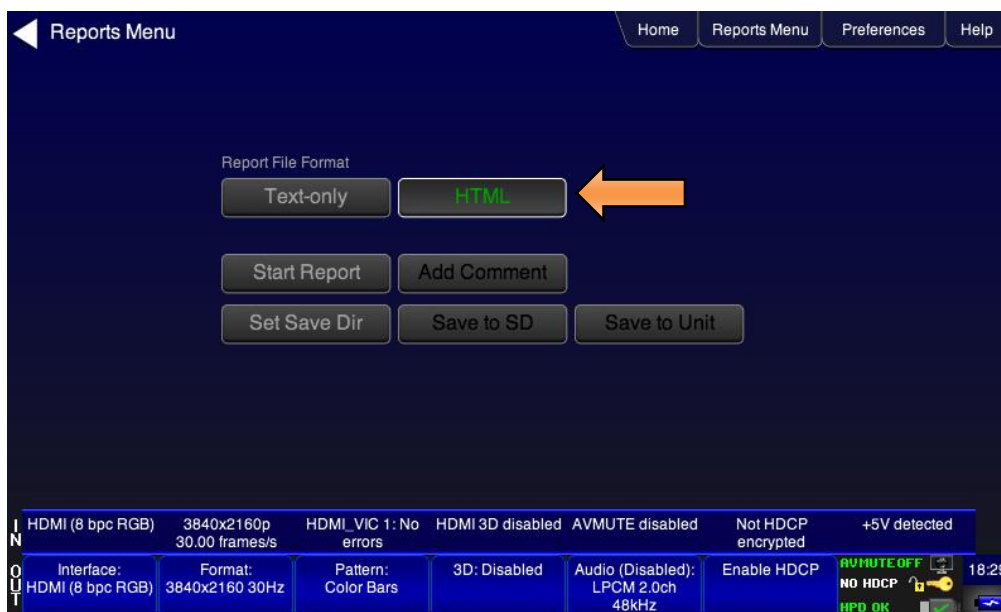 Reports Menu
Home
Reports Menu
Preferences
Help
Report File Format
Text-only
HTML
Start Report
Add Comment
Set Save Dir
Save to SD
Save to Unit
IN
HDMI (8 bpc RGB)
3840x2160p
30.00 frames/s
HDMI_VIC 1: No
errors
HDMI 3D disabled
AVMUTE disabled
Not HDCP
encrypted
+5V detected
OUT
Interface:
HDMI (8 bpc RGB)
Format:
3840x2160 30Hz
Pattern:
Color Bars
3D: Disabled
Audio (Disabled):
LPCM 2.0ch
48kHz
Enable HDCP
AVMUTE OFF
NO HDCP
HPD OK
18:29